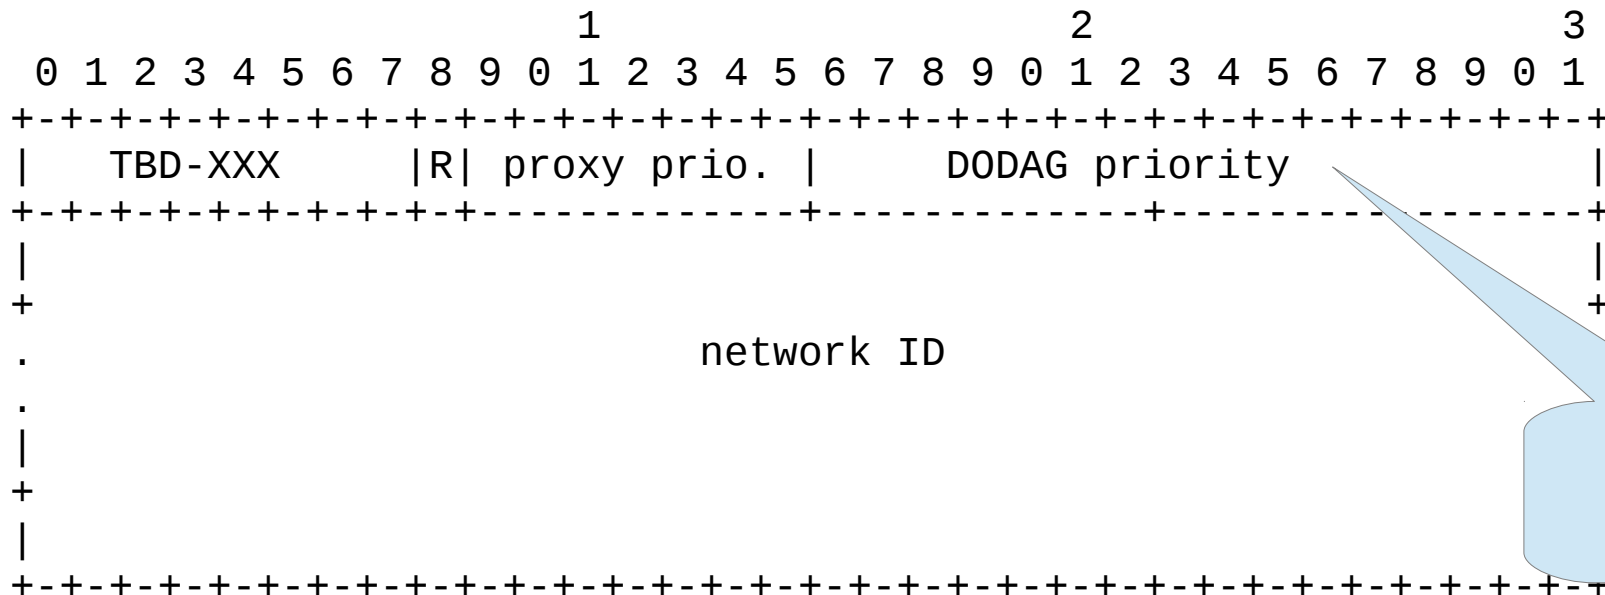 1                   2                   3
 0 1 2 3 4 5 6 7 8 9 0 1 2 3 4 5 6 7 8 9 0 1 2 3 4 5 6 7 8 9 0 1
+-+-+-+-+-+-+-+-+-+-+-+-+-+-+-+-+-+-+-+-+-+-+-+-+-+-+-+-+-+-+-+-+
|   TBD-XXX     |R| proxy prio. |     DODAG priority            |
+-+-+-+-+-+-+-+-+-+-------------+-------------+-----------------+
|                                                               |
+                                                               +
.                           network ID
.
|
+
|
+-+-+-+-+-+-+-+-+-+-+-+-+-+-+-+-+-+-+-+-+-+-+-+-+-+-+-+-+-+-+-+-+